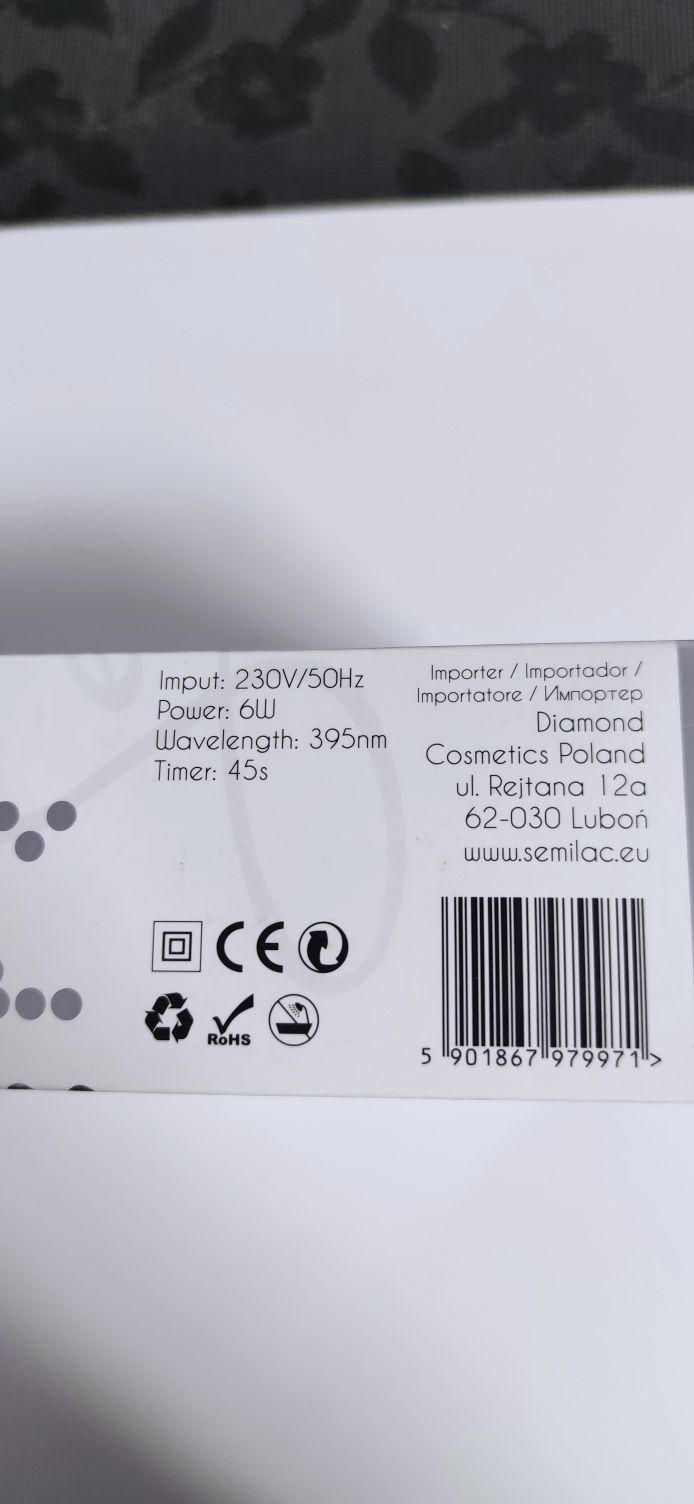 Imput: 230V/50Hz
Power: 6W
Wavelength: 395nm
Timer: 45s
Importer / Importador /
Importatore / Импортер
Diamond
Cosmetics Poland
ul. Rejtana 12a
62-030 Luboń
www.semilac.eu
CE
RoHS
5 901867 979971 >